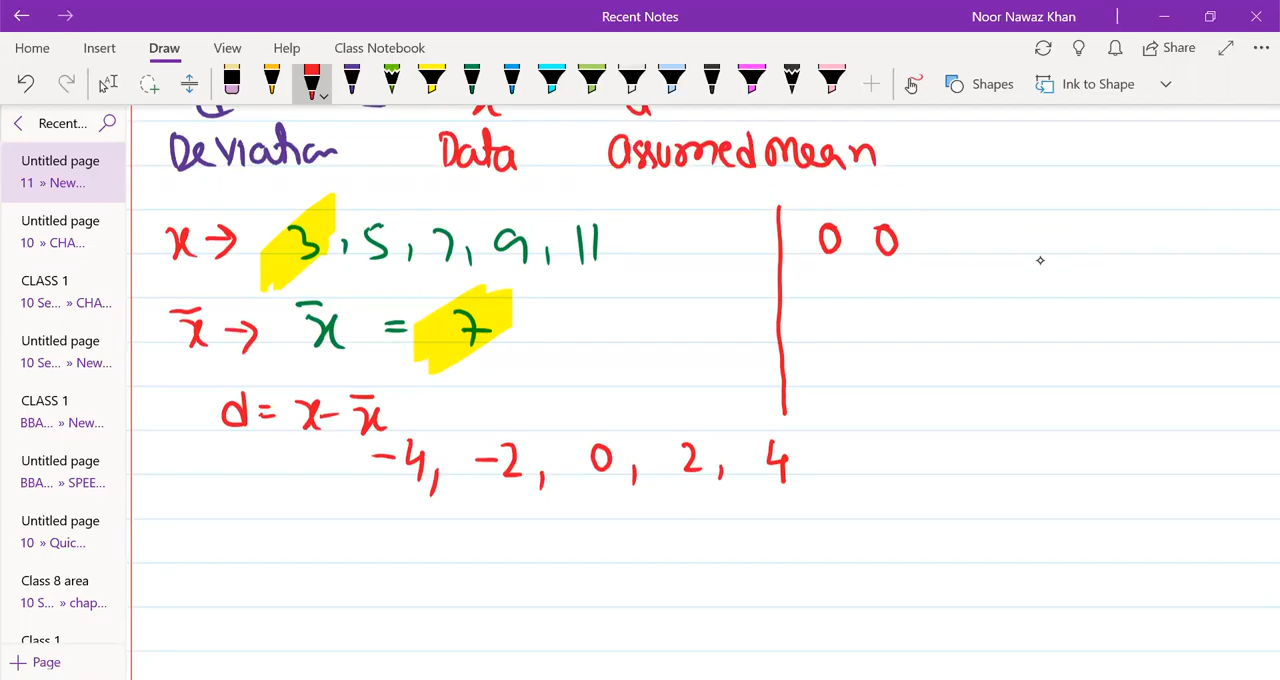 Recent Notes
Noor Nawaz Khan
Home Insert Draw View Help Class Notebook
Share
Shapes
Ink to Shape
Recent...
Untitled page
11 » New...
Untitled page
10 » CHA...
CLASS 1
10 Se... » CHA...
Untitled page
10 Se... » New...
CLASS 1
BBA... » New...
Untitled page
BBA... » SPEE...
Untitled page
10 » Quic...
Class 8 area
10 S... » chap...
Class 1
Page
Deviation Data assumed mean
x → 3, 5, 7, 9, 11
0 0
x̄ → x̄ = 7
d = x - x̄
-4, -2, 0, 2, 4